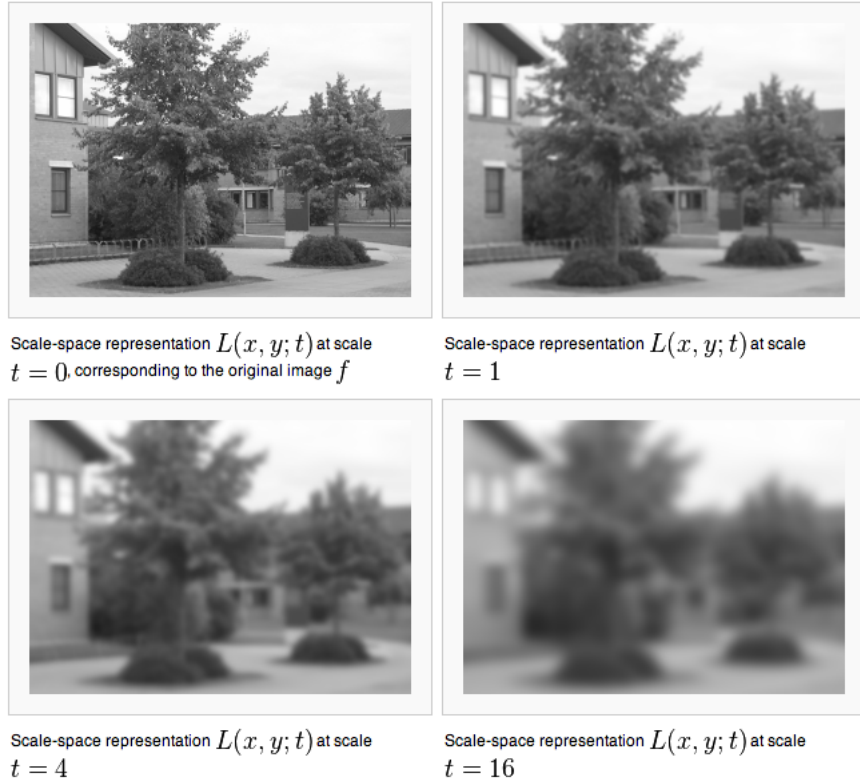 Scale-space representation L(x, y; t) at scale
t = 0, corresponding to the original image f
Scale-space representation L(x, y; t) at scale
t = 1
Scale-space representation L(x, y; t) at scale
t = 4
Scale-space representation L(x, y; t) at scale
t = 16